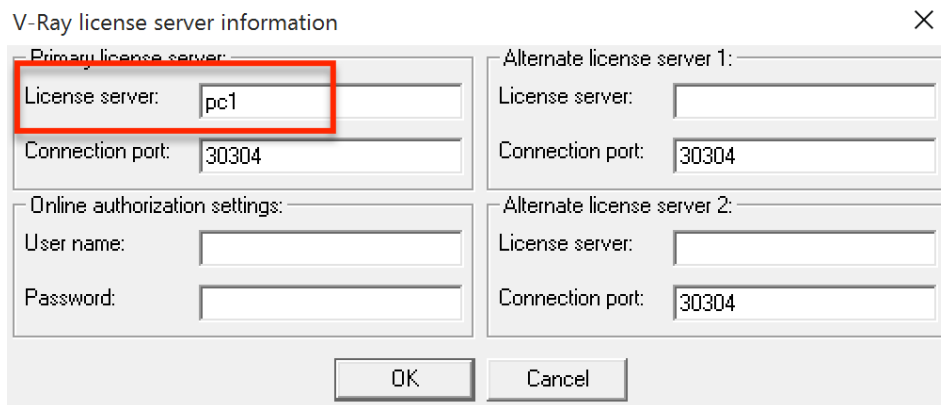 V-Ray license server information
Primary license server:
License server: pc1
Connection port: 30304
Alternate license server 1:
License server:
Connection port: 30304
Online authorization settings:
User name:
Password:
Alternate license server 2:
License server:
Connection port: 30304
OK Cancel